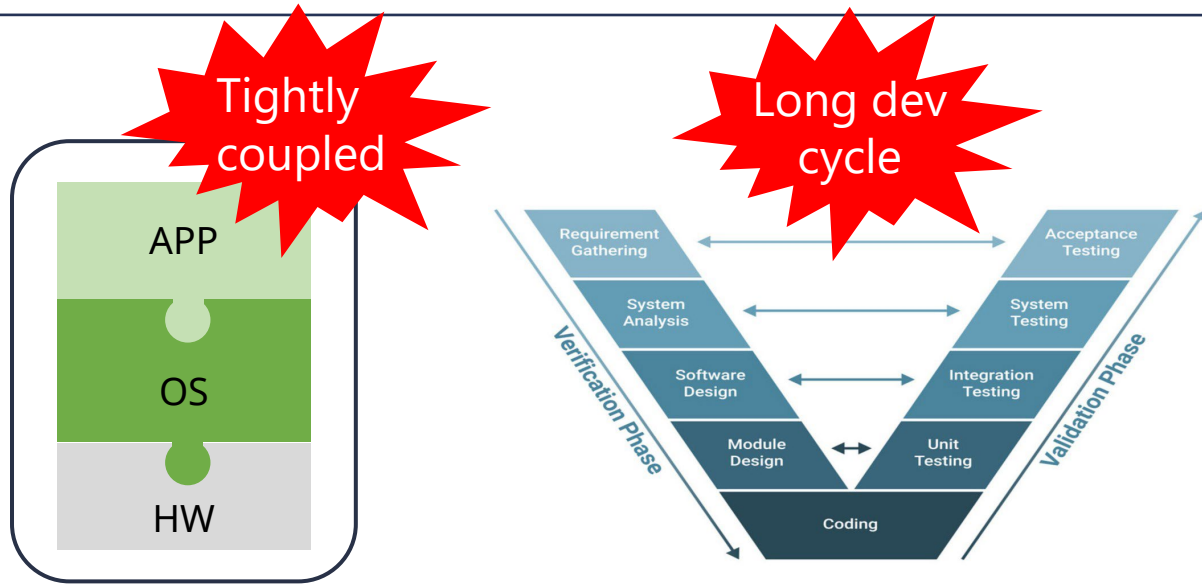 Tightly
coupled
Long dev
cycle
APP
OS
HW
Requirement
Gathering
Acceptance
Testing
System
Analysis
System
Testing
Software
Design
Integration
Testing
Module
Design
Unit
Testing
Coding
Verification Phase
Validation Phase